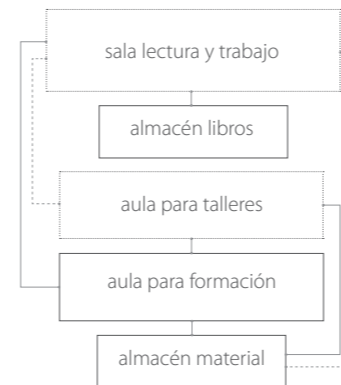 sala lectura y trabajo
almacén libros
aula para talleres
aula para formación
almacén material